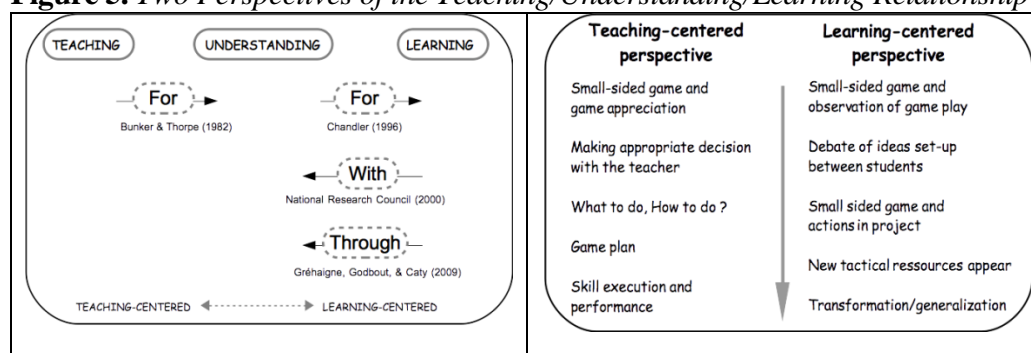 Figure 3. Two Perspectives of the Teaching/Understanding/Learning Relationship
TEACHING
UNDERSTANDING
LEARNING
For
Bunker & Thorpe (1982)
For
Chandler (1996)
With
National Research Council (2000)
Through
Gréhaigne, Godbout, & Caty (2009)
TEACHING-CENTERED
LEARNING-CENTERED
Teaching-centered
perspective
Small-sided game and
game appreciation
Making appropriate decision
with the teacher
What to do, How to do ?
Game plan
Skill execution and
performance
Learning-centered
perspective
Small-sided game and
observation of game play
Debate of ideas set-up
between students
Small sided game and
actions in project
New tactical ressources appear
Transformation/generalization